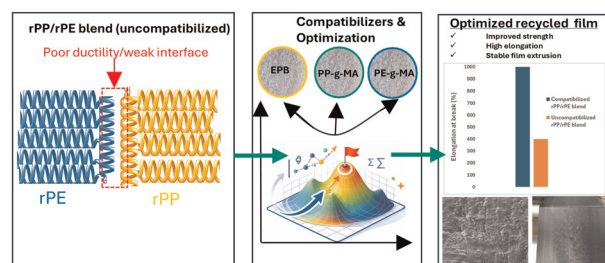 rPP/rPE blend (uncompatibilized)
Poor ductility/weak interface
rPE
rPP
Compatibilizers &
Optimization
EPB
PP-g-MA
PE-g-MA
Φ
Σ Σ
Optimized recycled film
✓ Improved strength
✓ High elongation
✓ Stable film extrusion
Elongation at break (%)
1000
900
800
700
600
500
400
300
200
100
0
Compatibilized
rPP/rPE blend
Uncompatibilized
rPP/rPE blend